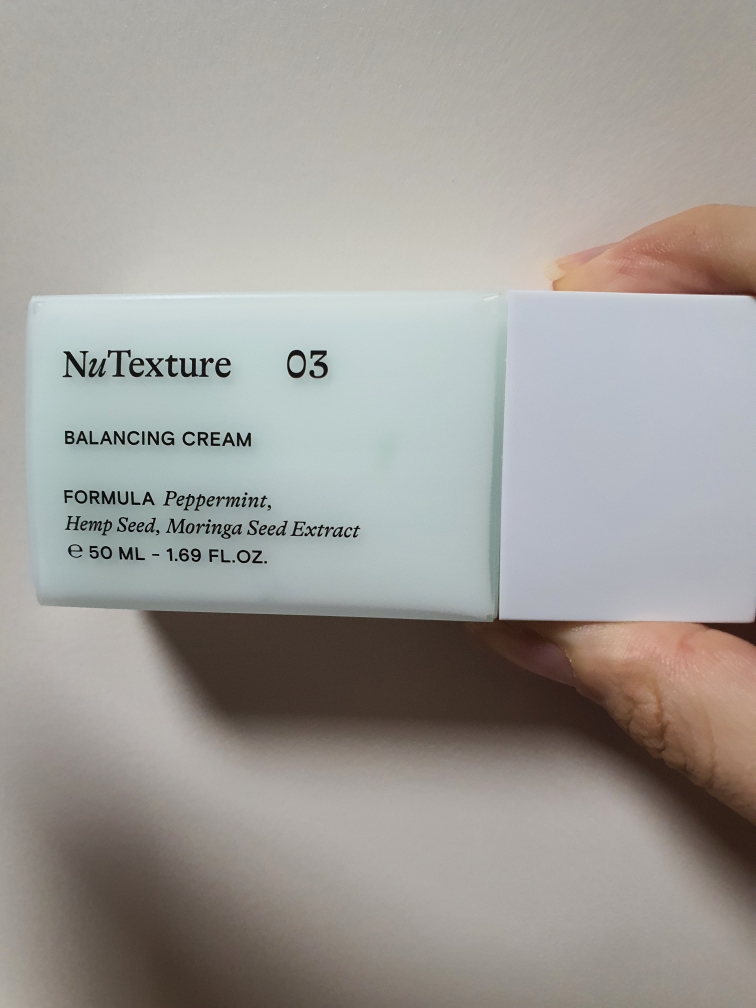 NuTexture 03
BALANCING CREAM
FORMULA Peppermint,
Hemp Seed, Moringa Seed Extract
℮ 50 ML - 1.69 FL.OZ.